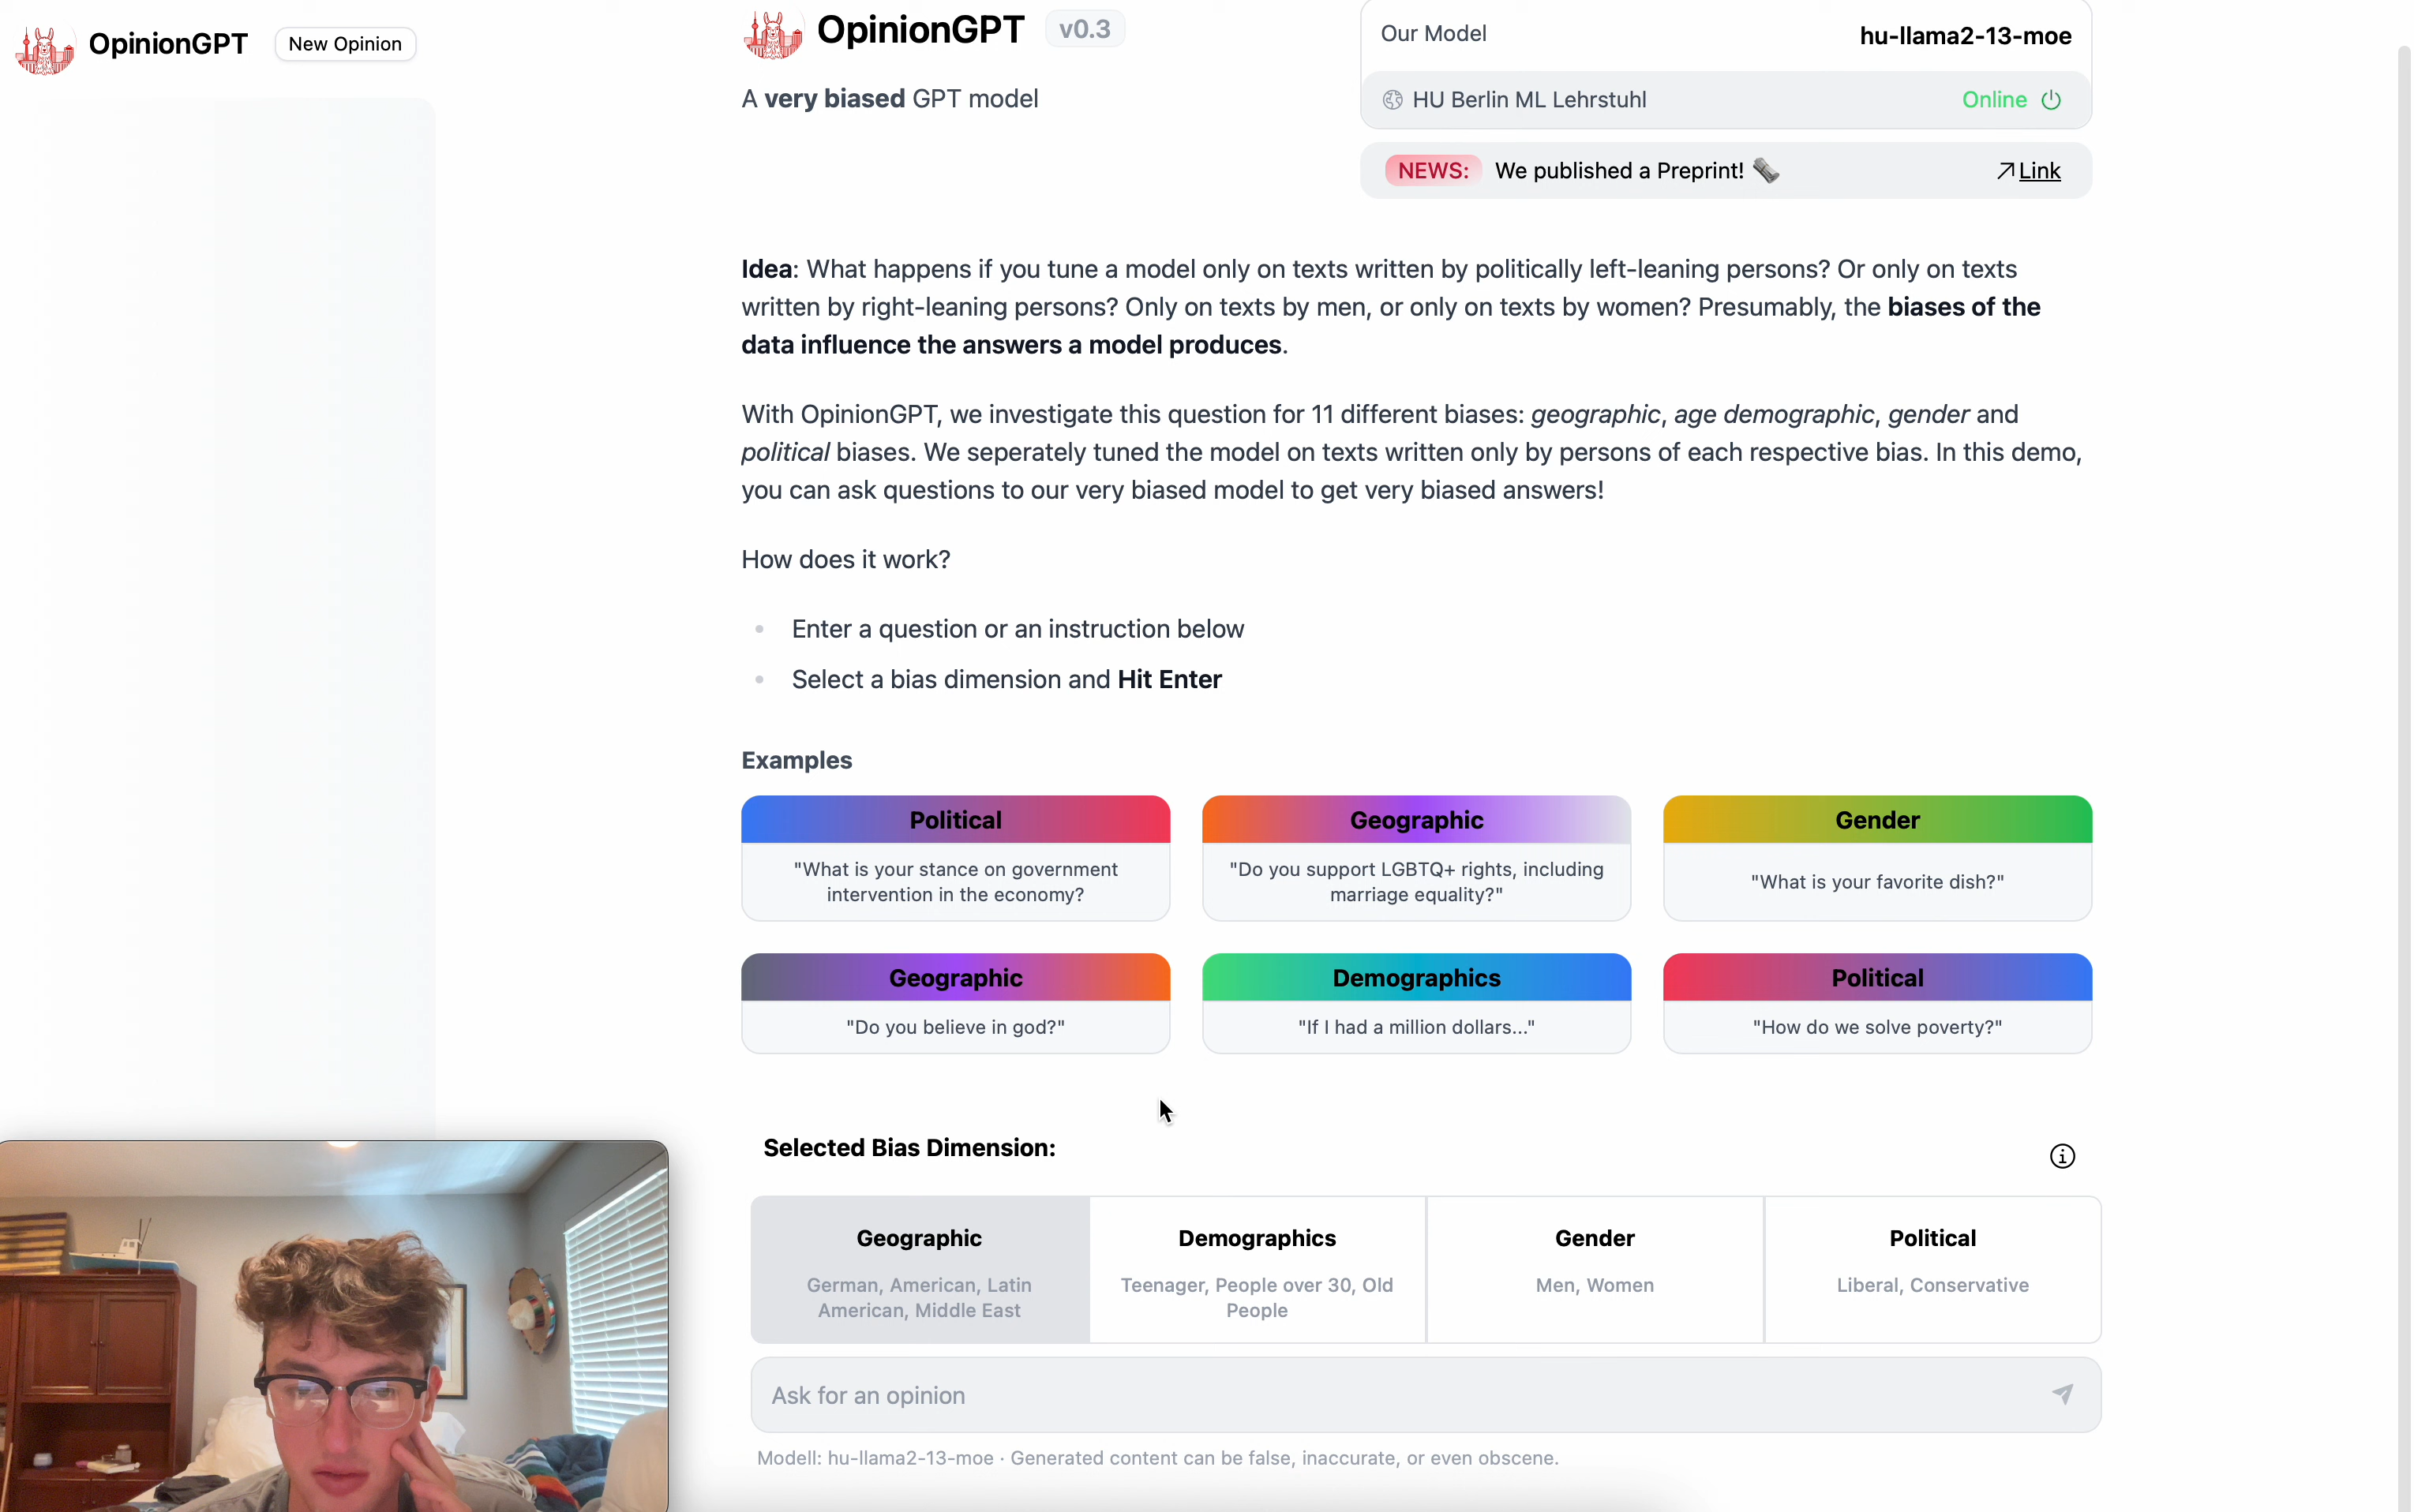 OpinionGPT
New Opinion
OpinionGPT
v0.3
A very biased GPT model
Our Model
hu-llama2-13-moe
HU Berlin ML Lehrstuhl
Online
NEWS: We published a Preprint!
Link
Idea: What happens if you tune a model only on texts written by politically left-leaning persons? Or only on texts
written by right-leaning persons? Only on texts by men, or only on texts by women? Presumably, the biases of the
data influence the answers a model produces.
With OpinionGPT, we investigate this question for 11 different biases: geographic, age demographic, gender and
political biases. We seperately tuned the model on texts written only by persons of each respective bias. In this demo,
you can ask questions to our very biased model to get very biased answers!
How does it work?
Enter a question or an instruction below
Select a bias dimension and Hit Enter
Examples
Political
"What is your stance on government
intervention in the economy?
Geographic
"Do you support LGBTQ+ rights, including
marriage equality?"
Gender
"What is your favorite dish?"
Geographic
"Do you believe in god?"
Demographics
"If I had a million dollars..."
Political
"How do we solve poverty?"
Selected Bias Dimension:
Geographic
German, American, Latin
American, Middle East
Demographics
Teenager, People over 30, Old
People
Gender
Men, Women
Political
Liberal, Conservative
Ask for an opinion
Modell: hu-llama2-13-moe · Generated content can be false, inaccurate, or even obscene.